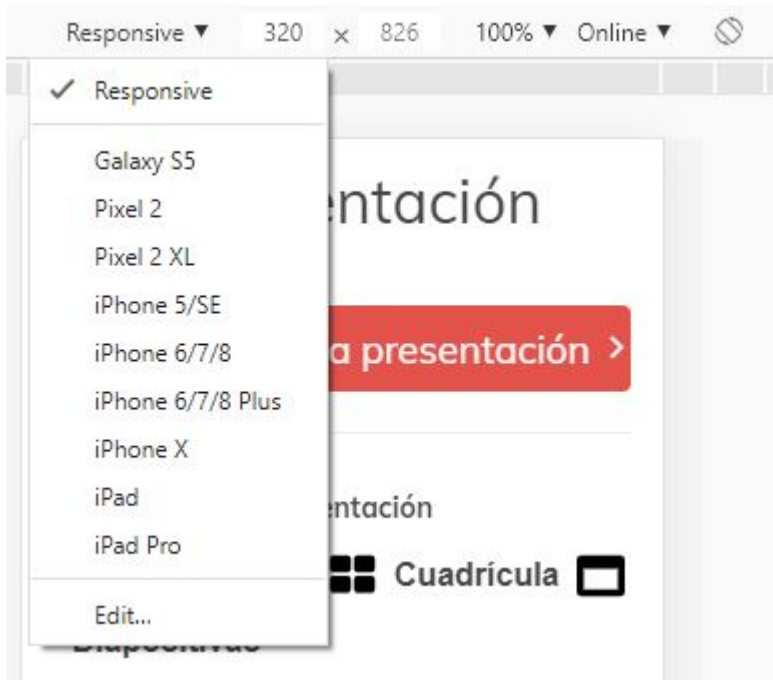 Responsive ▼ 320 × 826 100% ▼ Online ▼
✓ Responsive
Galaxy S5
Pixel 2
Pixel 2 XL
iPhone 5/SE
iPhone 6/7/8
iPhone 6/7/8 Plus
iPhone X
iPad
iPad Pro
Edit...
entación
a presentación >
entación
Cuadrícula